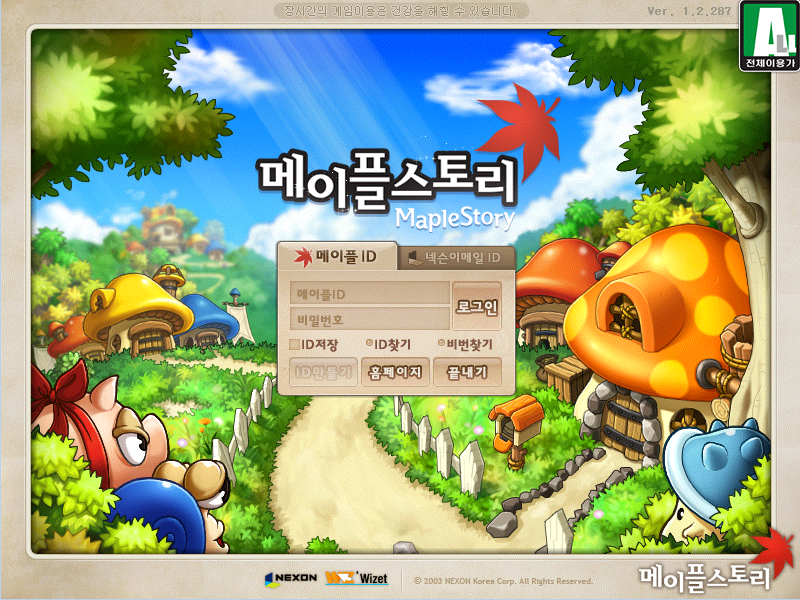 장시간의 게임이용은 건강을 해칠 수 있습니다.
Ver. 1.2.287
A
ALL
전체이용가
메이플스토리
MapleStory
메이플 ID
넥슨이메일 ID
메이플ID
로그인
비밀번호
ID저장
ID찾기
비번찾기
ID만들기
홈페이지
끝내기
NEXON
Wizet
© 2003 NEXON Korea Corp. All Rights Reserved.
메이플스토리